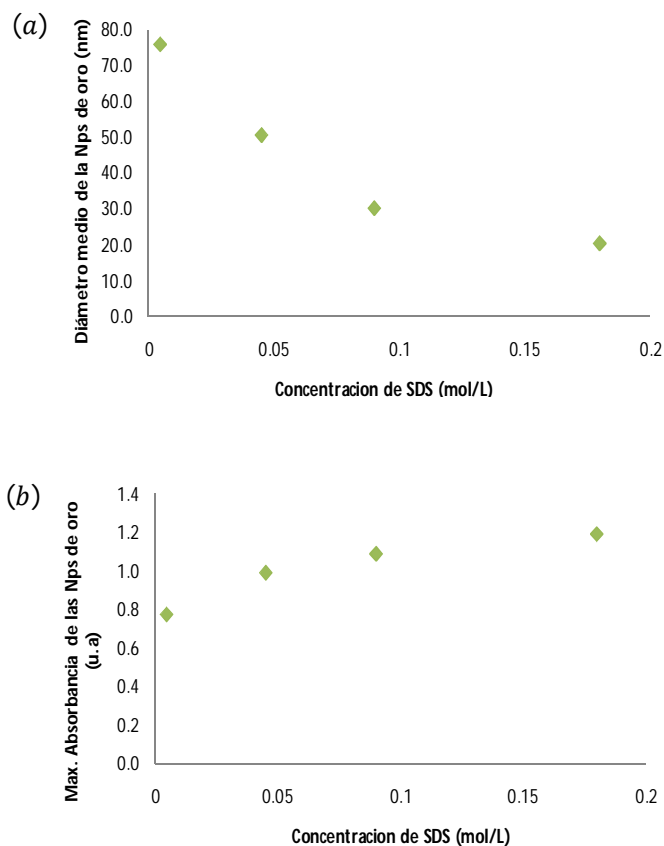 (a)
Diámetro medio de la Nps de oro (nm)
80.0
70.0
60.0
50.0
40.0
30.0
20.0
10.0
0.0
0 0.05 0.1 0.15 0.2
Concentracion de SDS (mol/L)
(b)
Max. Absorbancia de las Nps de oro
(u. a)
1.4
1.2
1.0
0.8
0.6
0.4
0.2
0.0
0 0.05 0.1 0.15 0.2
Concentracion de SDS (mol/L)